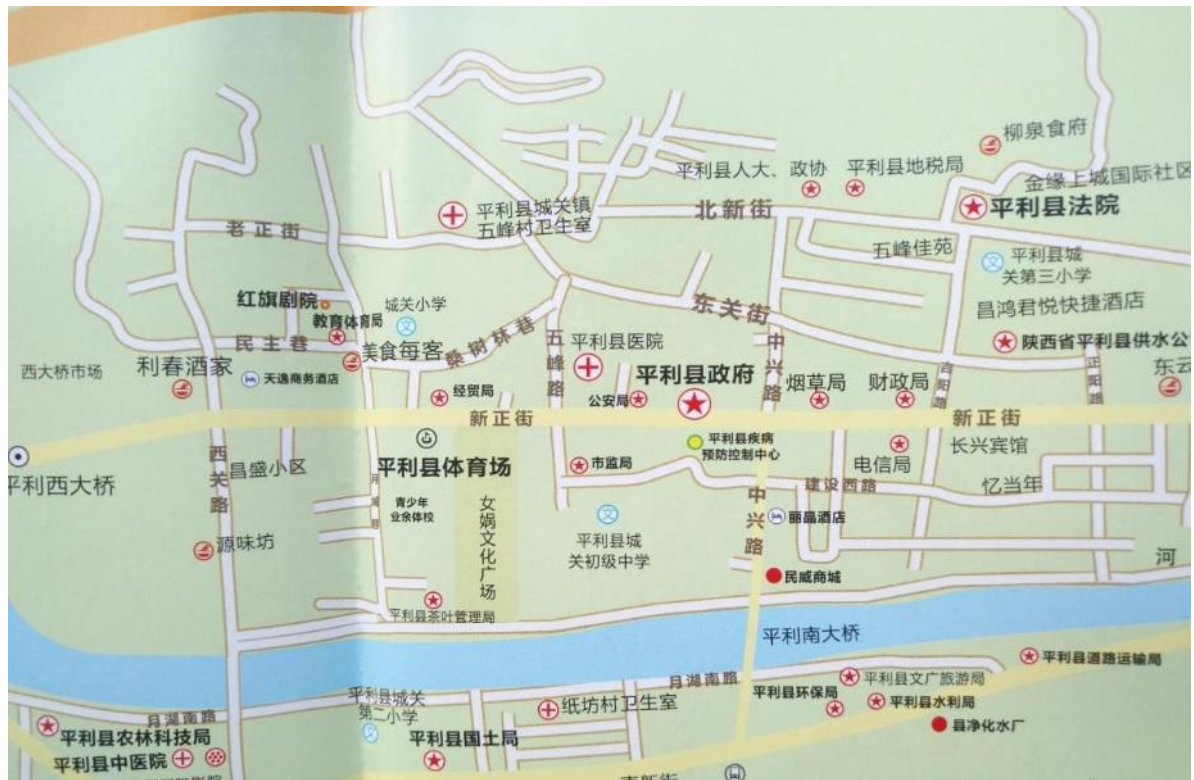 柳泉食府
平利县人大、政协
平利县地税局
金缘上城国际社区
平利县城关镇
五峰村卫生室
北新街
平利县法院
老正街
五峰佳苑
平利县城
关第三小学
红旗剧院
城关小学
教育体育局
东关街
昌鸿君悦快捷酒店
民主巷
美食每客
桑树林巷
五峰路
平利县医院
中兴路
陕西省平利县供水公
正阳路
西大桥市场
利春酒家
天逸商务酒店
平利县政府
烟草局
财政局
吉阳路
东云
经贸局
公安局
新正街
新正街
平利县疾病
预防控制中心
长兴宾馆
西关路
昌盛小区
平利县体育场
市监局
电信局
平利西大桥
建设西路
忆当年
青少年
业余体校
女娲文化广场
中兴路
丽晶酒店
源味坊
平利县城
关初级中学
河
民威商城
平利县茶叶管理局
平利南大桥
平利县道路运输局
月湖南路
平利县文广旅游局
平利县环保局
平利县水利局
月湖南路
平利县城关
第二小学
纸坊村卫生室
县净化水厂
平利县农林科技局
平利县国土局
平利县中医院